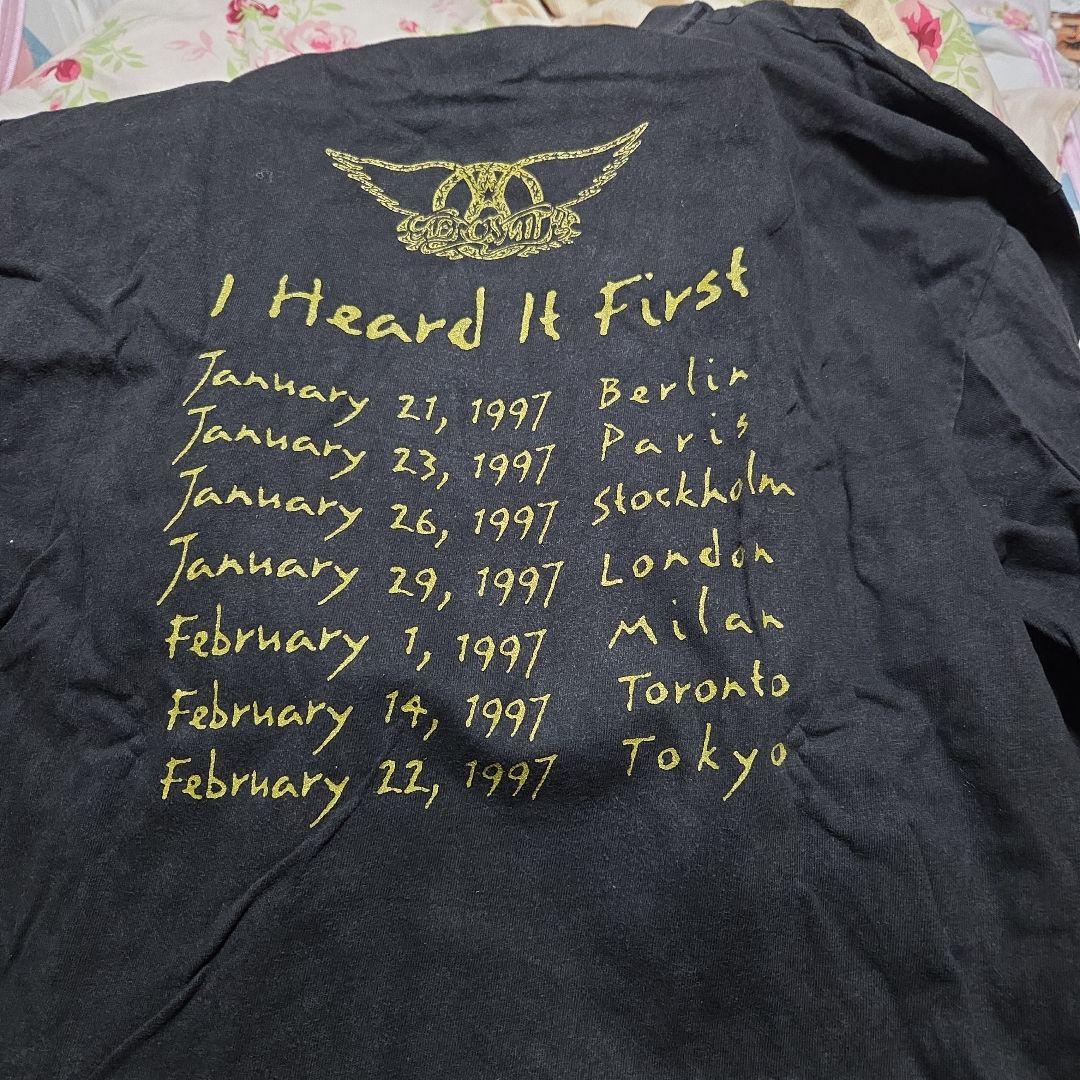 AEROSMITH
I Heard It First
January 21, 1997 Berlin
January 23, 1997 Paris
January 26, 1997 Stockholm
January 29, 1997 London
February 1, 1997 Milan
February 14, 1997 Toronto
February 22, 1997 Tokyo